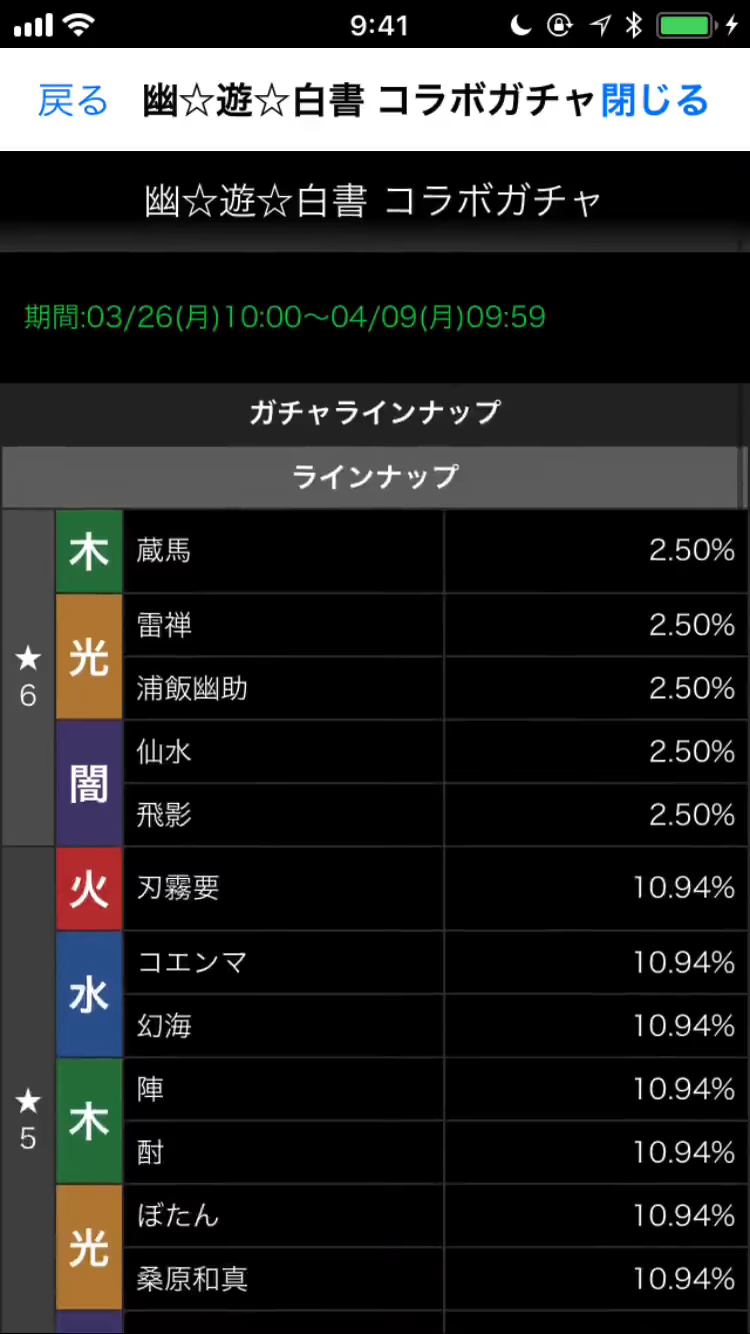 9:41
戻る 幽☆遊☆白書 コラボガチャ 閉じる
幽☆遊☆白書 コラボガチャ
期間:03/26(月)10:00〜04/09(月)09:59
ガチャラインナップ
ラインナップ
★6
木 蔵馬 2.50%
光 雷禅 2.50%
浦飯幽助 2.50%
闇 仙水 2.50%
飛影 2.50%
★5
火 刃霧要 10.94%
水 コエンマ 10.94%
幻海 10.94%
木 陣 10.94%
酎 10.94%
光 ぼたん 10.94%
桑原和真 10.94%